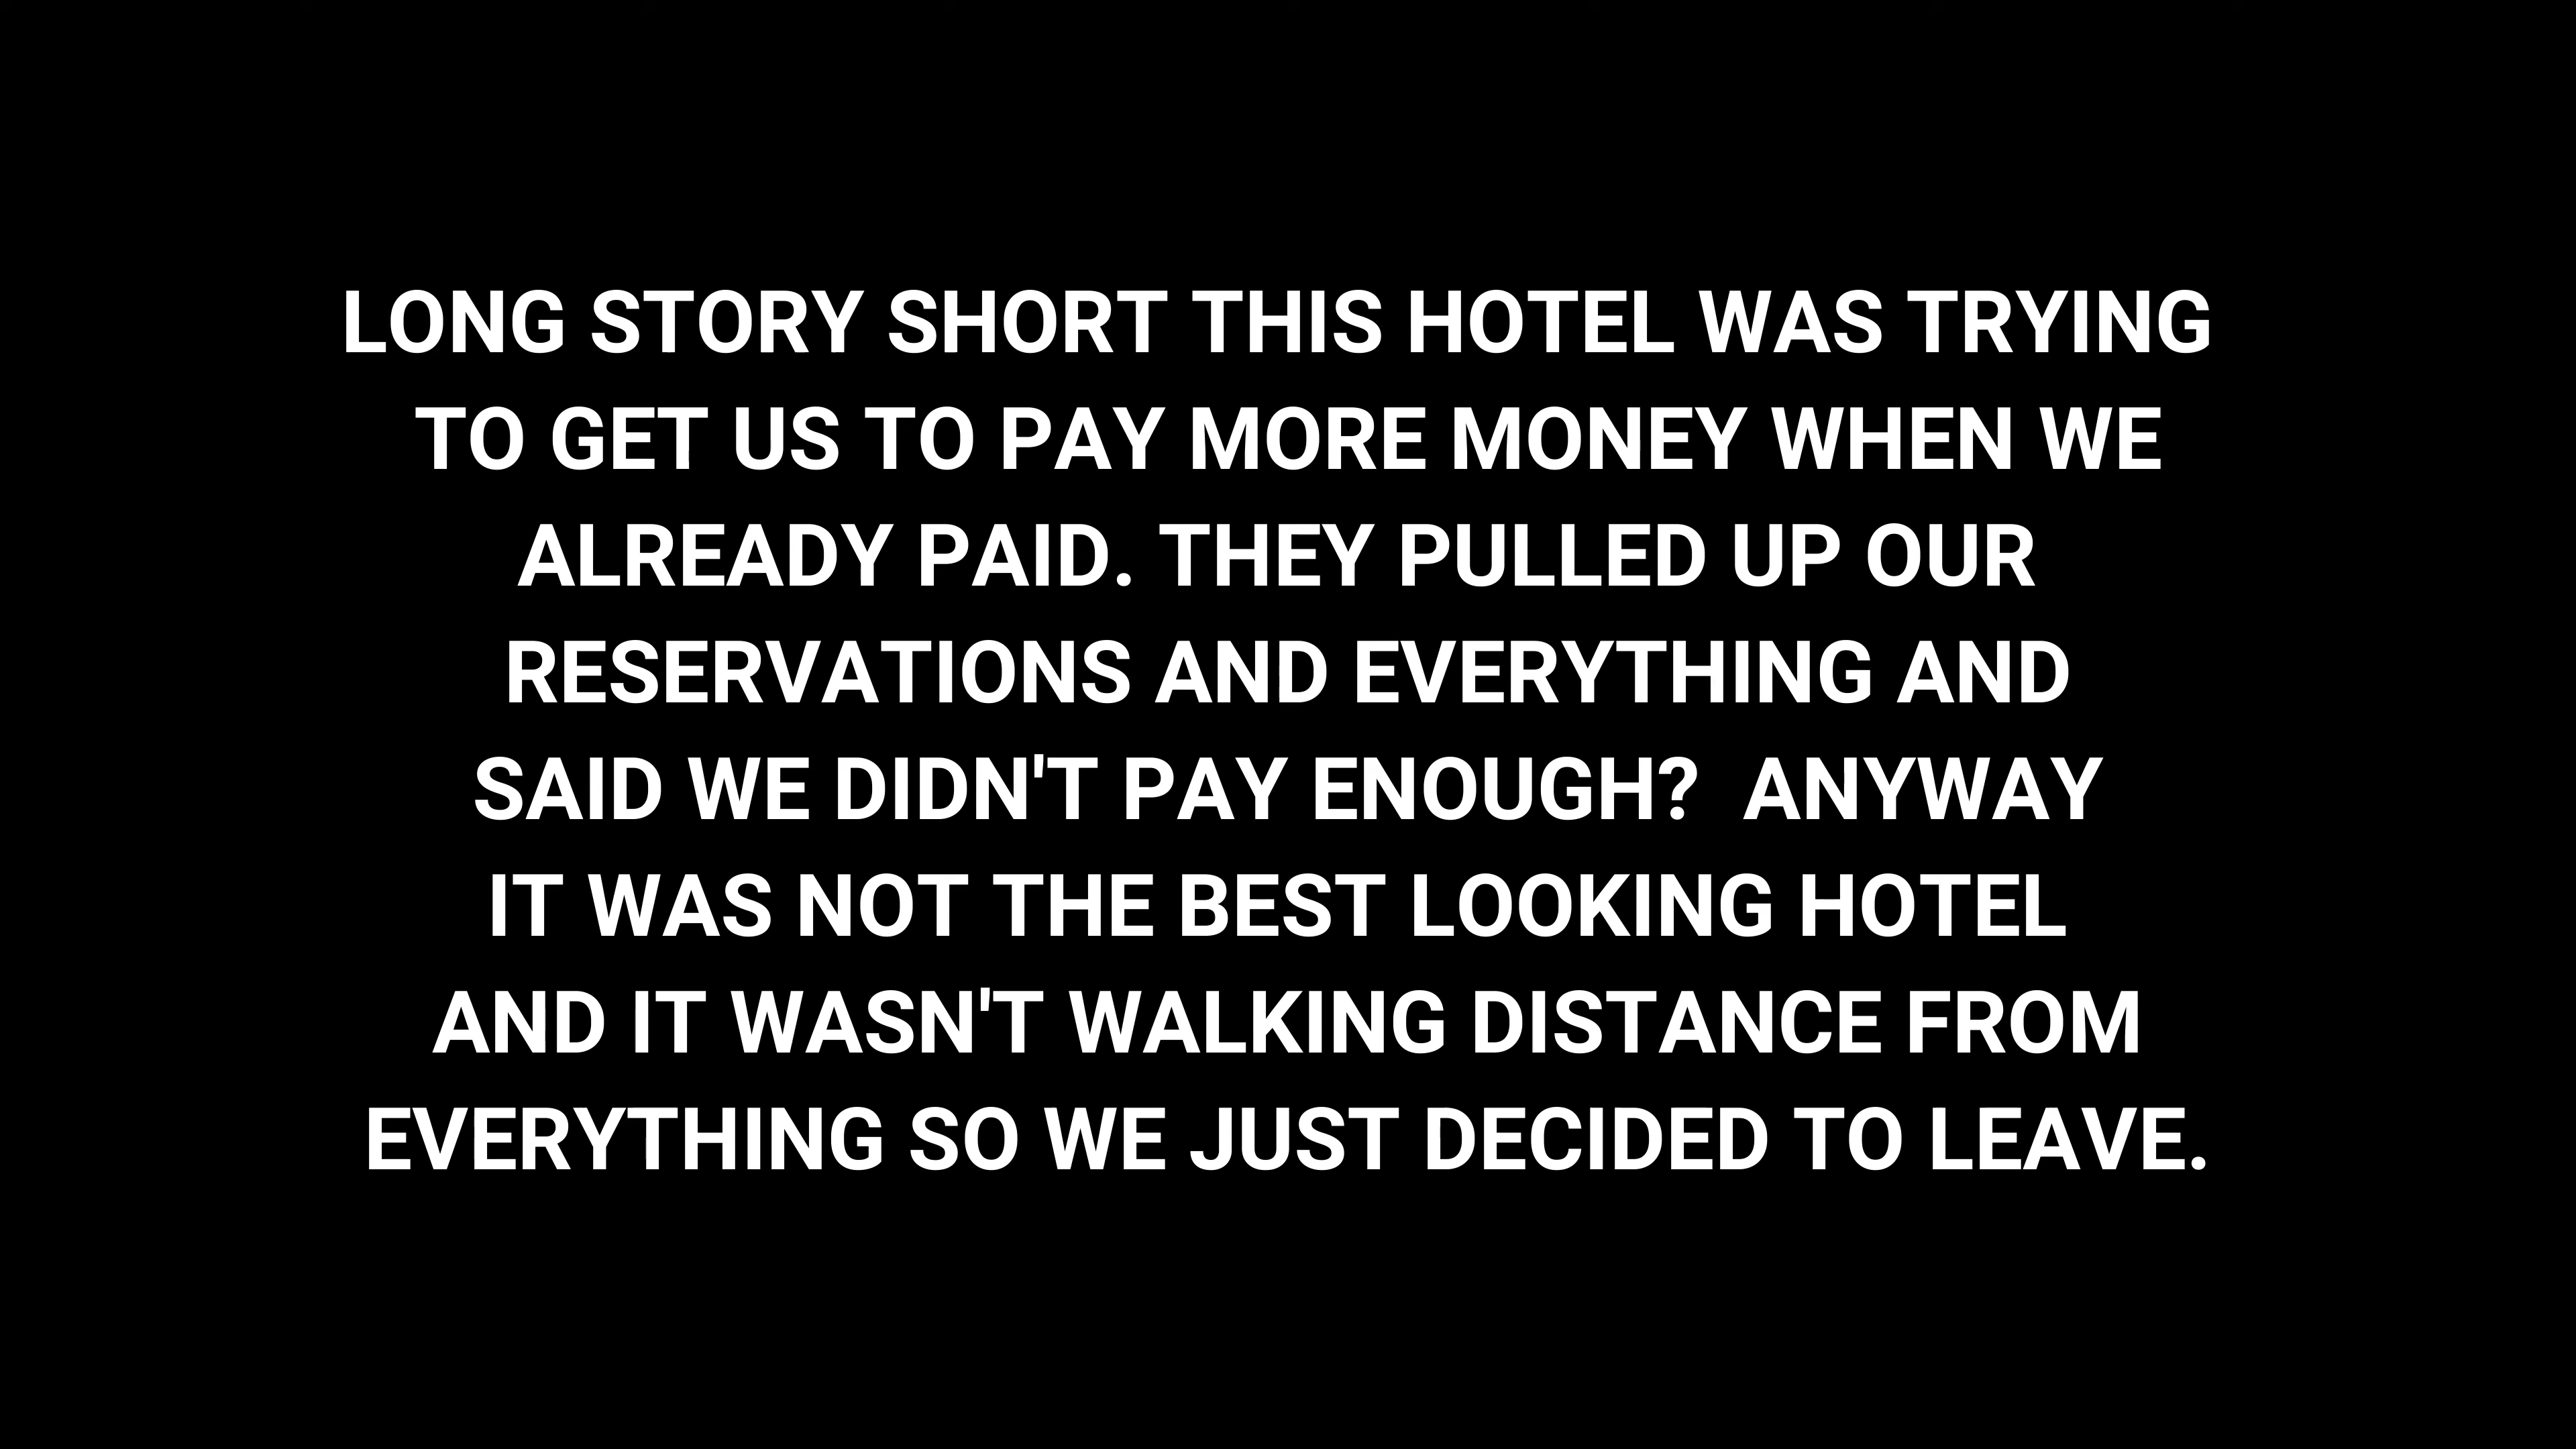 LONG STORY SHORT THIS HOTEL WAS TRYING
TO GET US TO PAY MORE MONEY WHEN WE
ALREADY PAID. THEY PULLED UP OUR
RESERVATIONS AND EVERYTHING AND
SAID WE DIDN'T PAY ENOUGH?  ANYWAY
IT WAS NOT THE BEST LOOKING HOTEL
AND IT WASN'T WALKING DISTANCE FROM
EVERYTHING SO WE JUST DECIDED TO LEAVE.